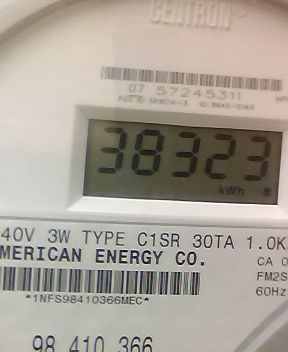 CENTRON®
07 57245311
38323
kWh
40V 3W TYPE C1SR 30TA 1.0K
MERICAN ENERGY CO.
CA 0
FM2S
60Hz
*1NFS98410366MEC*
98 410 366